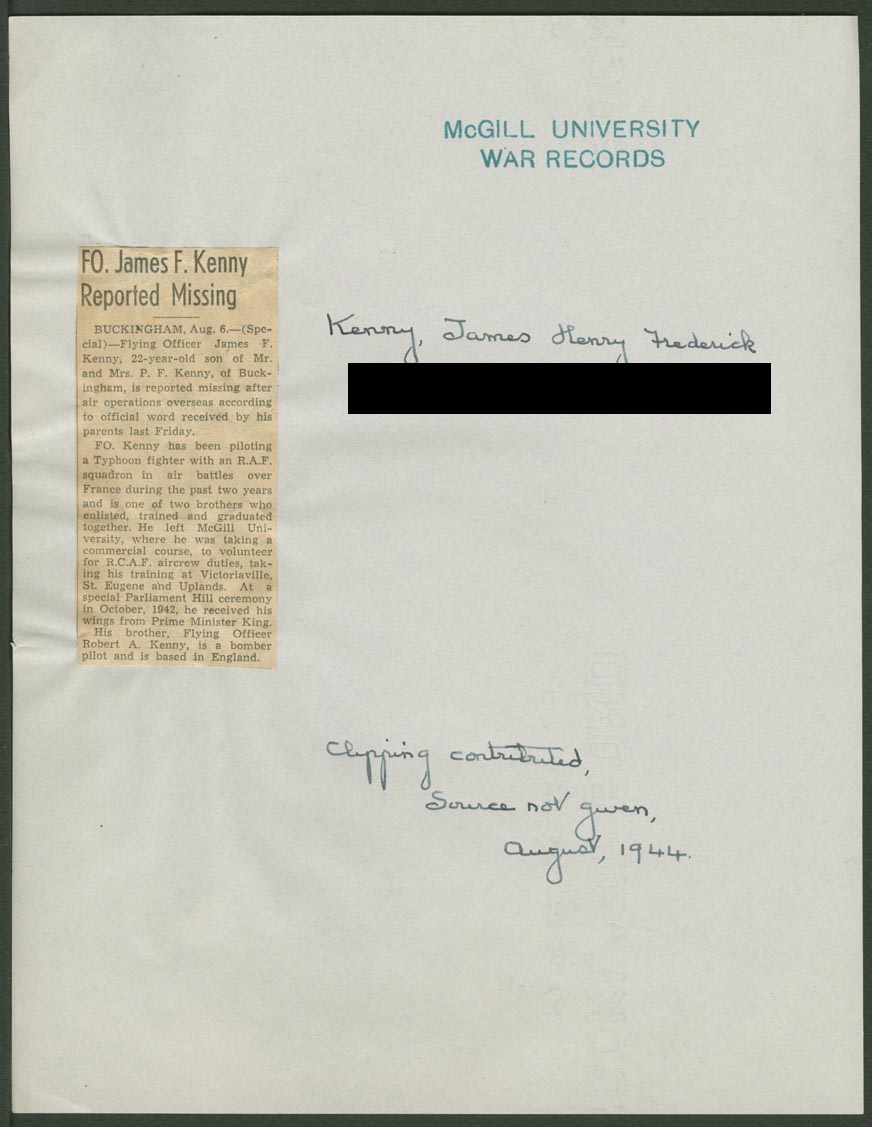 McGILL UNIVERSITY
WAR RECORDS
FO. James F. Kenny
Reported Missing
BUCKINGHAM, Aug. 6.—(Spe-
cial)—Flying Officer James F.
Kenny, 22-year-old son of Mr.
and Mrs. P. F. Kenny, of Buck-
ingham, is reported missing after
air operations overseas according
to official word received by his
parents last Friday.
FO. Kenny has been piloting
a Typhoon fighter with an R.A.F.
squadron in air battles over
France during the past two years
and is one of two brothers who
enlisted, trained and graduated
together. He left McGill Uni-
versity, where he was taking a
commercial course, to volunteer
for R.C.A.F. aircrew duties, tak-
ing his training at Victoriaville,
St. Eugene and Uplands. At a
special Parliament Hill ceremony
in October, 1942, he received his
wings from Prime Minister King.
His brother, Flying Officer
Robert A. Kenny, is a bomber
pilot and is based in England.
Kenny, James Henry Frederick
Clipping contributed,
Source not given,
August, 1944.